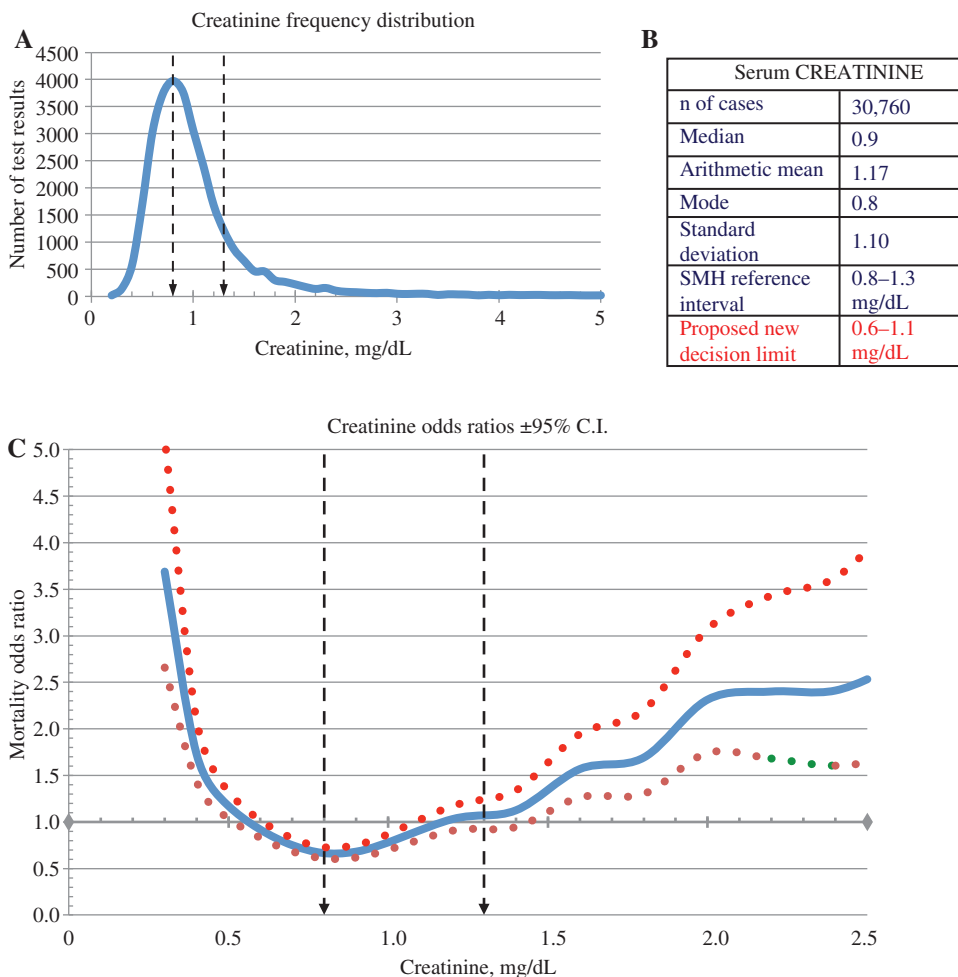 Creatinine frequency distribution
A
4500
4000
3500
3000
2500
2000
1500
1000
500
0
Number of test results
0 1 2 3 4 5
Creatinine, mg/dL
B
Serum CREATININE
n of cases 30,760
Median 0.9
Arithmetic mean 1.17
Mode 0.8
Standard
deviation 1.10
SMH reference
interval 0.8–1.3
mg/dL
Proposed new
decision limit 0.6–1.1
mg/dL
Creatinine odds ratios ±95% C.I.
C
5.0
4.5
4.0
3.5
3.0
2.5
2.0
1.5
1.0
0.5
0.0
Mortality odds ratio
0 0.5 1.0 1.5 2.0 2.5
Creatinine, mg/dL